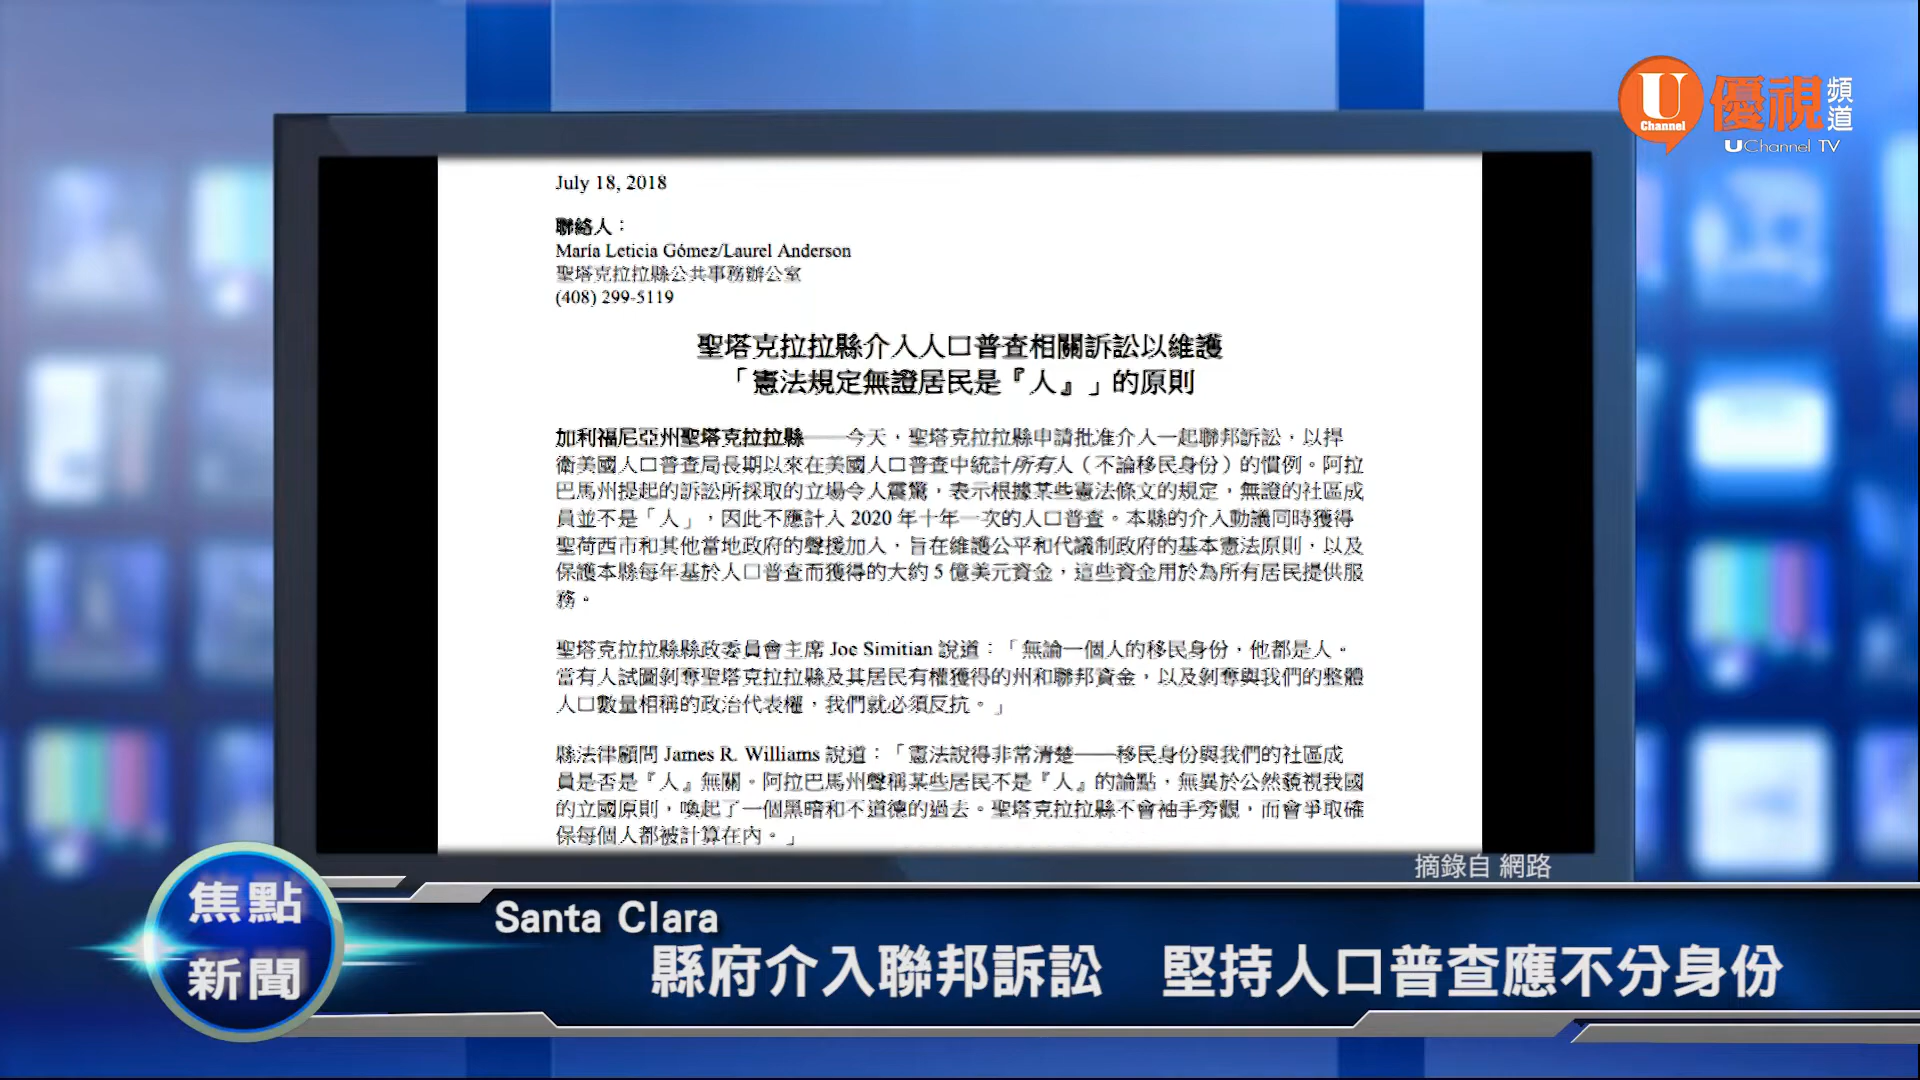 U Channel 優視頻道
UChannel TV
July 18, 2018
聯絡人：
María Leticia Gómez/Laurel Anderson
聖塔克拉拉縣公共事務辦公室
(408) 299-5119
聖塔克拉拉縣介入人口普查相關訴訟以維護
「憲法規定無證居民是『人』」的原則
加利福尼亞州聖塔克拉拉縣——今天，聖塔克拉拉縣申請批准介入一起聯邦訴訟，以捍
衛美國人口普查局長期以來在美國人口普查中統計所有人（不論移民身份）的慣例。阿拉
巴馬州提起的訴訟所採取的立場令人震驚，表示根據某些憲法條文的規定，無證的社區成
員並不是「人」，因此不應計入 2020 年十年一次的人口普查。本縣的介入動議同時獲得
聖荷西市和其他當地政府的聲援加入，旨在維護公平和代議制政府的基本憲法原則，以及
保護本縣每年基於人口普查而獲得的大約 5 億美元資金，這些資金用於為所有居民提供服
務。
聖塔克拉拉縣縣政委員會主席 Joe Simitian 說道：「無論一個人的移民身份，他都是人。
當有人試圖剝奪聖塔克拉拉縣及其居民有權獲得的州和聯邦資金，以及剝奪與我們的整體
人口數量相稱的政治代表權，我們就必須反抗。」
縣法律顧問 James R. Williams 說道：「憲法說得非常清楚——移民身份與我們的社區成
員是否是『人』無關。阿拉巴馬州聲稱某些居民不是『人』的論點，無異於公然藐視我國
的立國原則，喚起了一個黑暗和不道德的過去。聖塔克拉拉縣不會袖手旁觀，而會爭取確
保每個人都被計算在內。」
摘錄自 網路
焦點
新聞
Santa Clara
縣府介入聯邦訴訟 堅持人口普查應不分身份